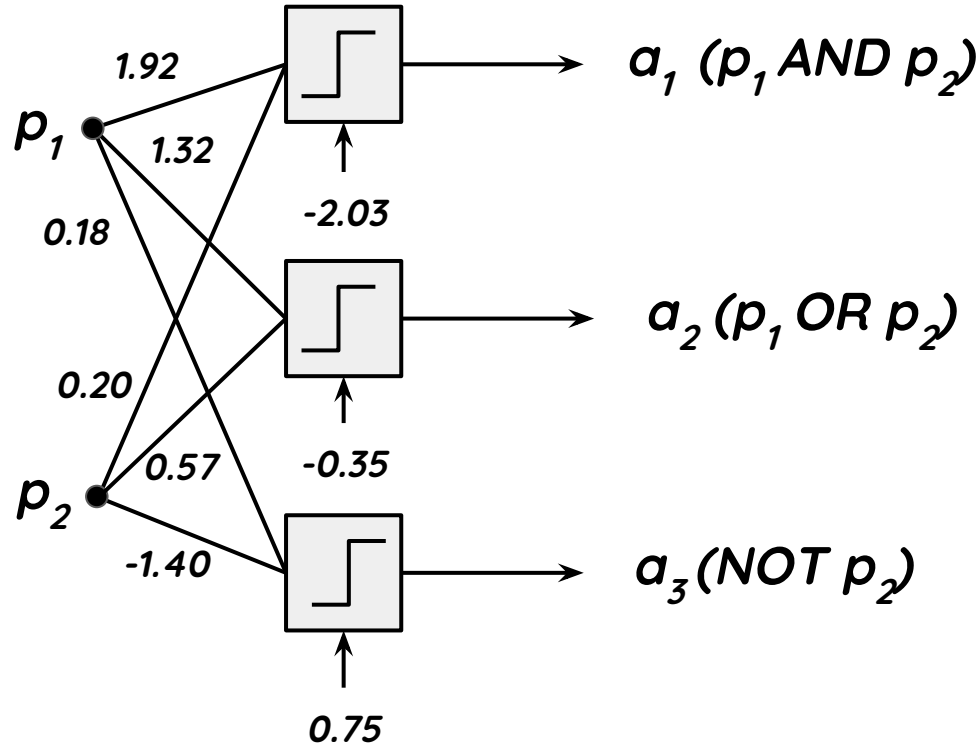 1.92
a1 (p1 AND p2)
p1
1.32
-2.03
0.18
a2 (p1 OR p2)
0.20
0.57
-0.35
p2
-1.40
a3 (NOT p2)
0.75